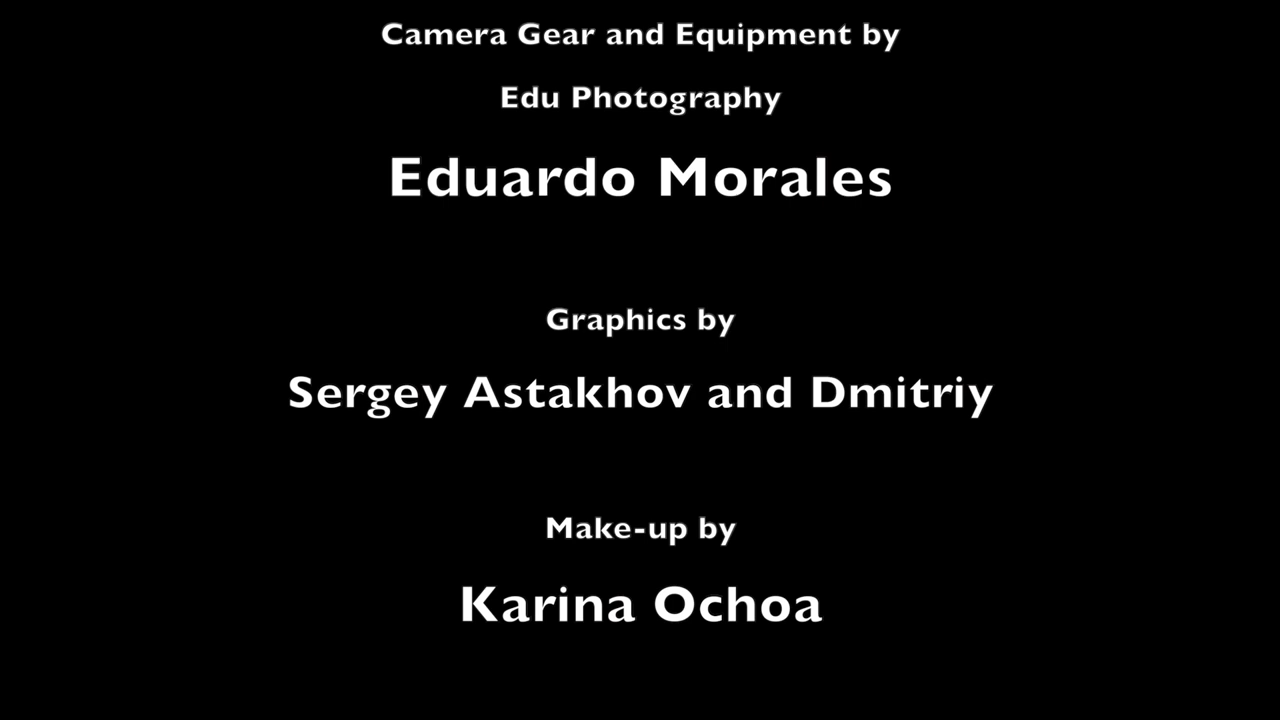 Camera Gear and Equipment by
Edu Photography
Eduardo Morales
Graphics by
Sergey Astakhov and Dmitriy
Make-up by
Karina Ochoa